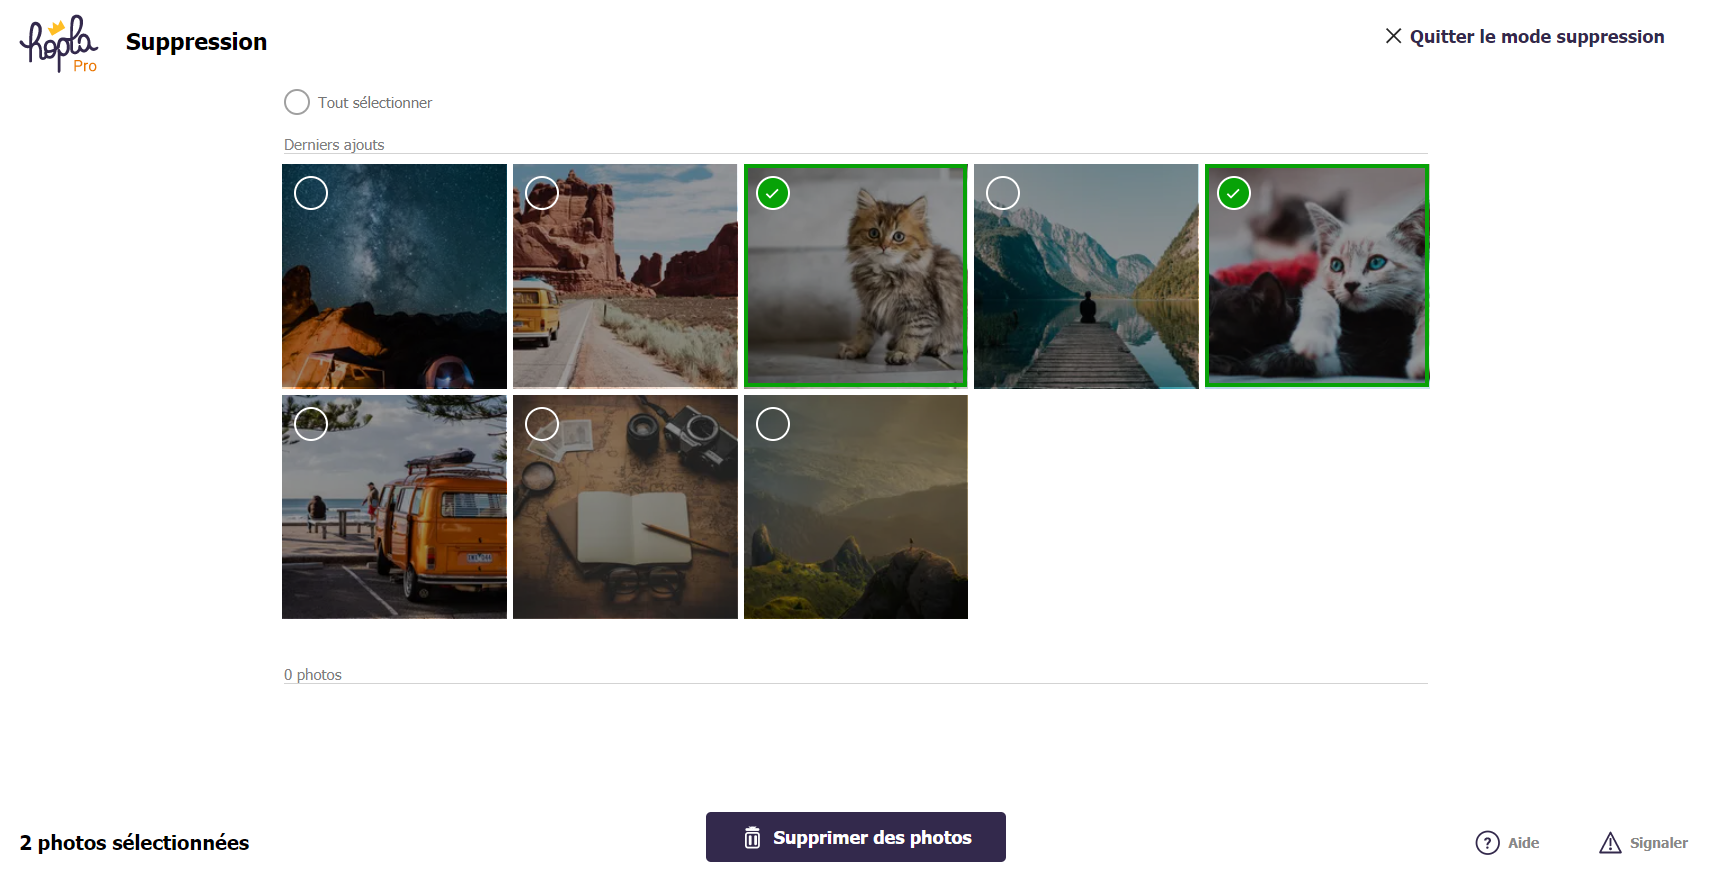 hopla
Pro
Suppression
Quitter le mode suppression
Tout sélectionner
Derniers ajouts
0 photos
2 photos sélectionnées
Supprimer des photos
? Aide
Signaler